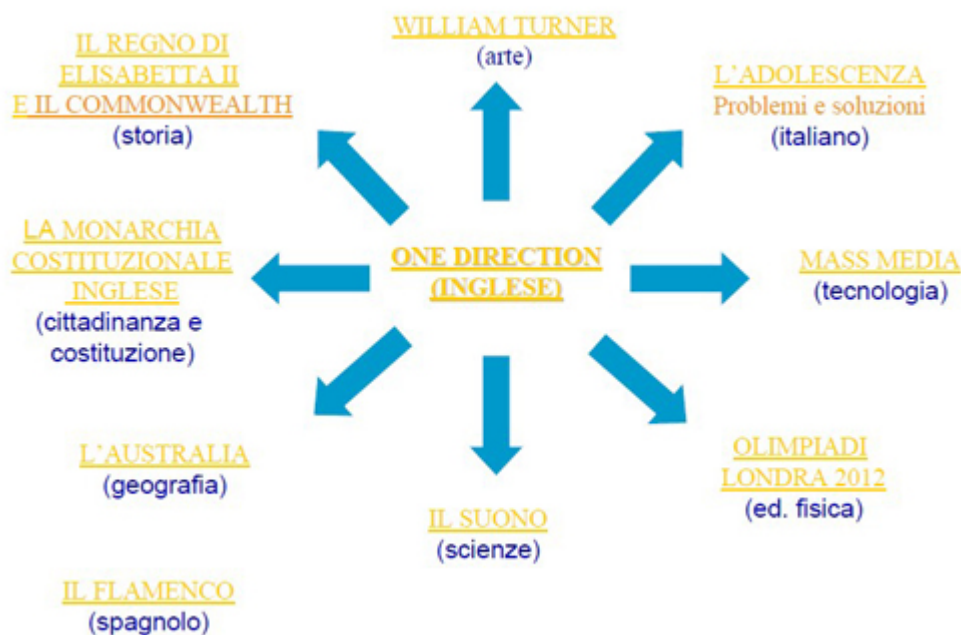 IL REGNO DI
ELISABETTA II
E IL COMMONWEALTH
(storia)
WILLIAM TURNER
(arte)
L'ADOLESCENZA
Problemi e soluzioni
(italiano)
LA MONARCHIA
COSTITUZIONALE
INGLESE
(cittadinanza e
costituzione)
ONE DIRECTION
(INGLESE)
MASS MEDIA
(tecnologia)
L'AUSTRALIA
(geografia)
IL SUONO
(scienze)
OLIMPIADI
LONDRA 2012
(ed. fisica)
IL FLAMENCO
(spagnolo)